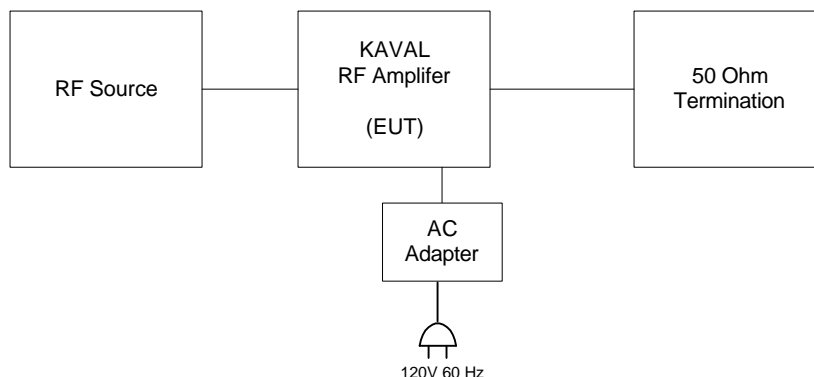 RF Source
KAVAL
RF Amplifer
(EUT)
50 Ohm
Termination
AC
Adapter
120V 60 Hz